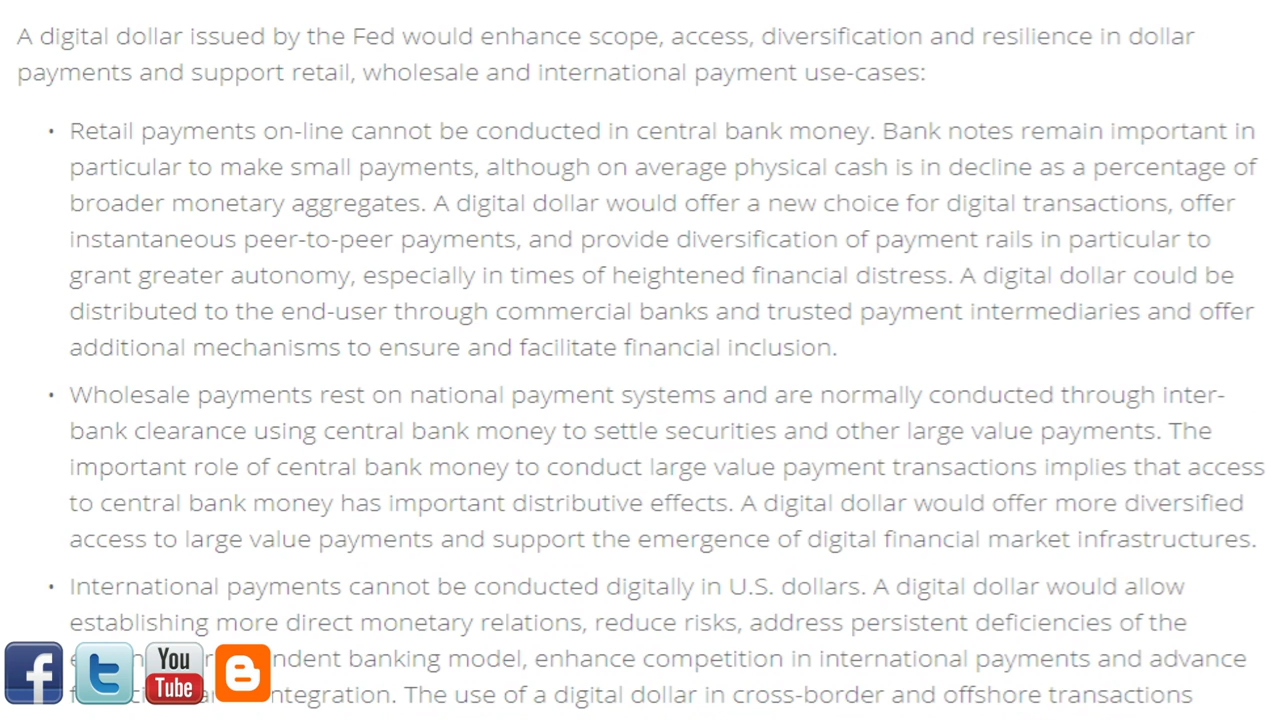 A digital dollar issued by the Fed would enhance scope, access, diversification and resilience in dollar
payments and support retail, wholesale and international payment use-cases:
• Retail payments on-line cannot be conducted in central bank money. Bank notes remain important in
particular to make small payments, although on average physical cash is in decline as a percentage of
broader monetary aggregates. A digital dollar would offer a new choice for digital transactions, offer
instantaneous peer-to-peer payments, and provide diversification of payment rails in particular to
grant greater autonomy, especially in times of heightened financial distress. A digital dollar could be
distributed to the end-user through commercial banks and trusted payment intermediaries and offer
additional mechanisms to ensure and facilitate financial inclusion.
• Wholesale payments rest on national payment systems and are normally conducted through inter-
bank clearance using central bank money to settle securities and other large value payments. The
important role of central bank money to conduct large value payment transactions implies that access
to central bank money has important distributive effects. A digital dollar would offer more diversified
access to large value payments and support the emergence of digital financial market infrastructures.
• International payments cannot be conducted digitally in U.S. dollars. A digital dollar would allow
establishing more direct monetary relations, reduce risks, address persistent deficiencies of the
banking model, enhance competition in international payments and advance
integration. The use of a digital dollar in cross-border and offshore transactions
You
Tube